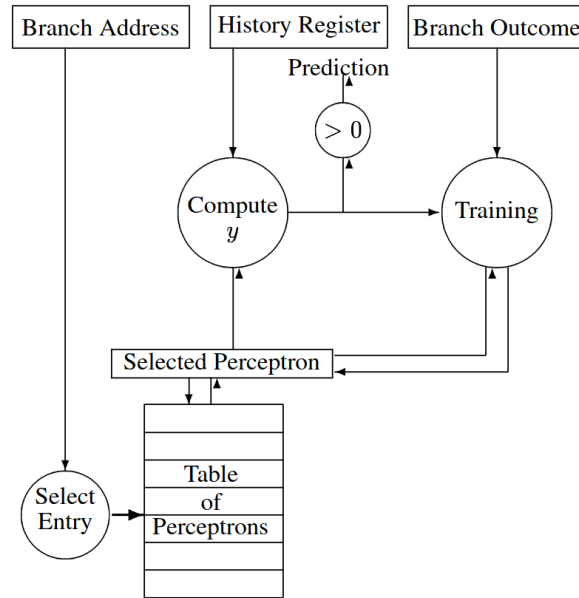 Branch Address
History Register
Branch Outcome
Prediction
> 0
Compute
y
Training
Selected Perceptron
Table
of
Perceptrons
Select
Entry